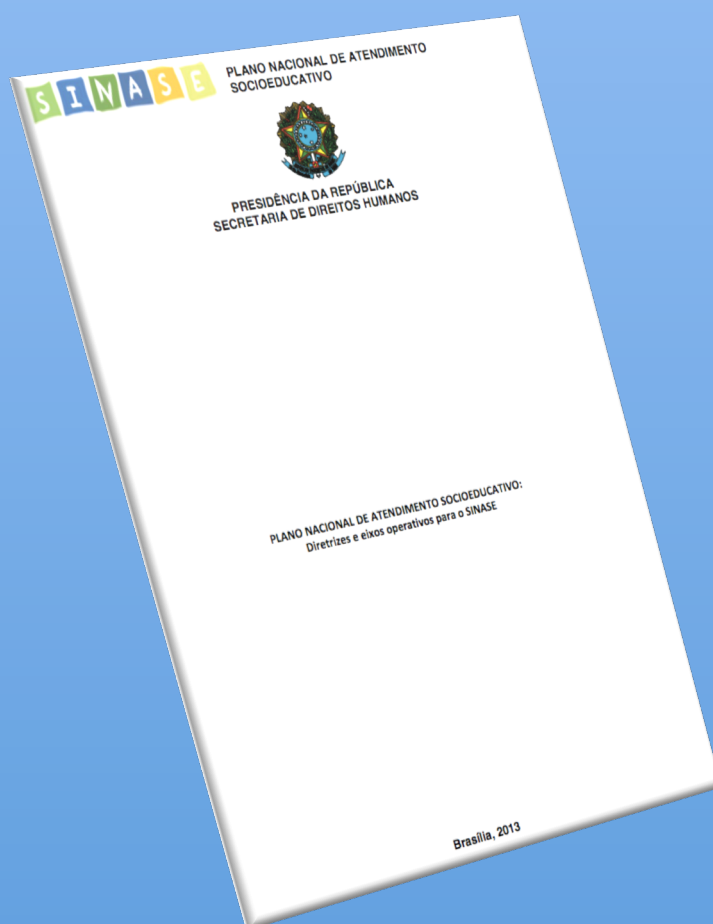 SINASE
PLANO NACIONAL DE ATENDIMENTO
SOCIOEDUCATIVO
PRESIDÊNCIA DA REPÚBLICA
SECRETARIA DE DIREITOS HUMANOS
PLANO NACIONAL DE ATENDIMENTO SOCIOEDUCATIVO:
Diretrizes e eixos operativos para o SINASE
Brasília, 2013